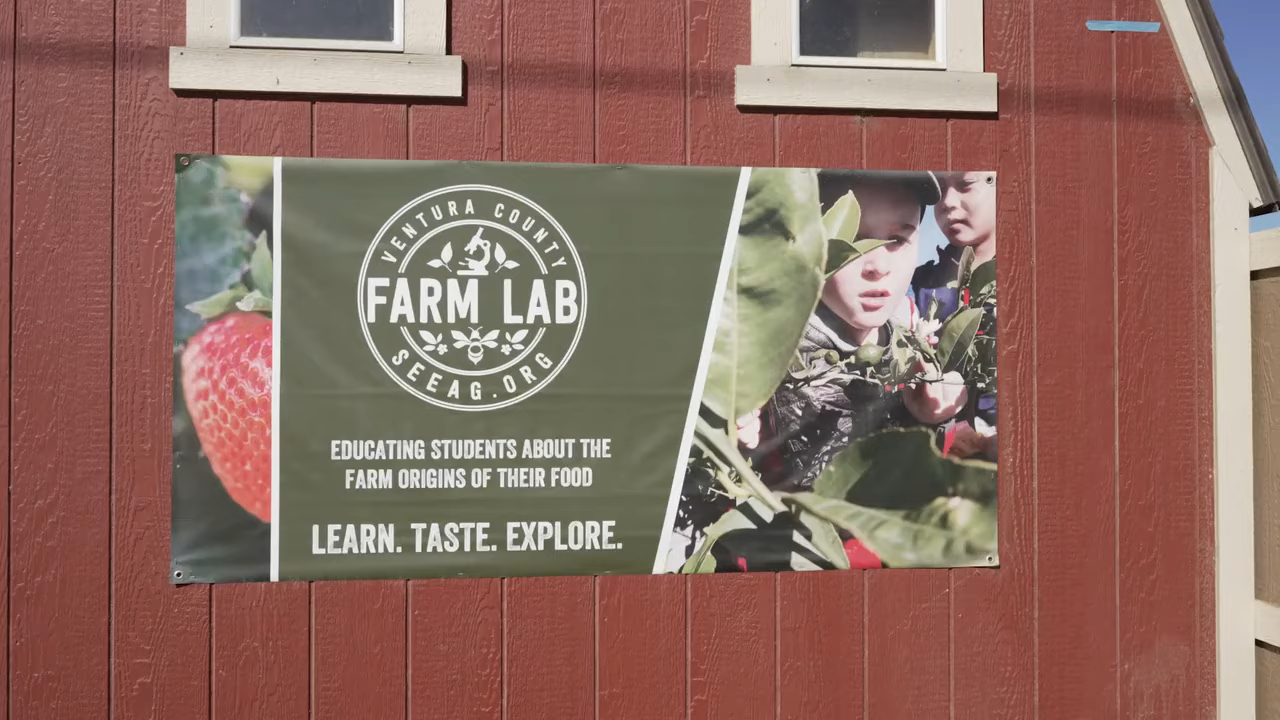 VENTURA COUNTY
FARM LAB
SEEAG.ORG
EDUCATING STUDENTS ABOUT THE
FARM ORIGINS OF THEIR FOOD
LEARN. TASTE. EXPLORE.